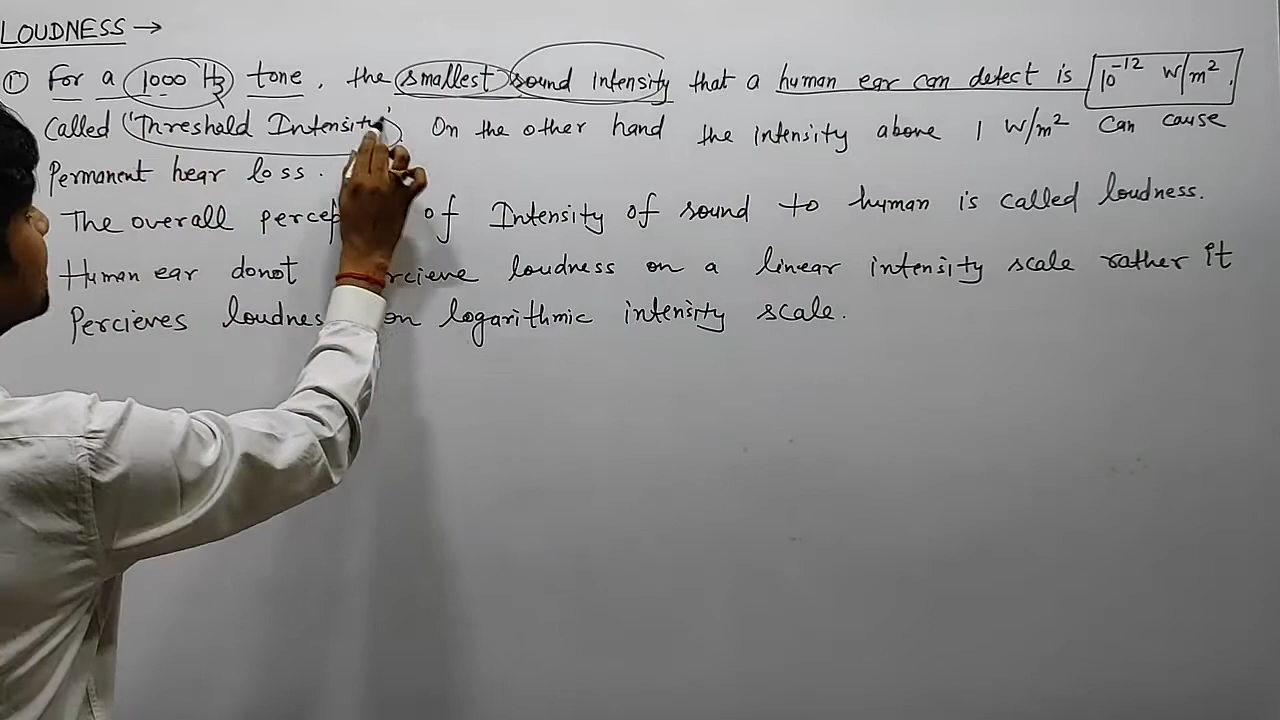 LOUDNESS →
① For a 1000 Hz tone, the smallest sound intensity that a human ear can detect is 10⁻¹² W/m².
Called 'Threshold Intensity' On the other hand the intensity above 1 W/m² can cause
Permanent hear loss.
The overall of Intensity of sound to human is called loudness.
Human ear donot loudness on a linear intensity scale rather it
Percieves on logarithmic intensity scale.